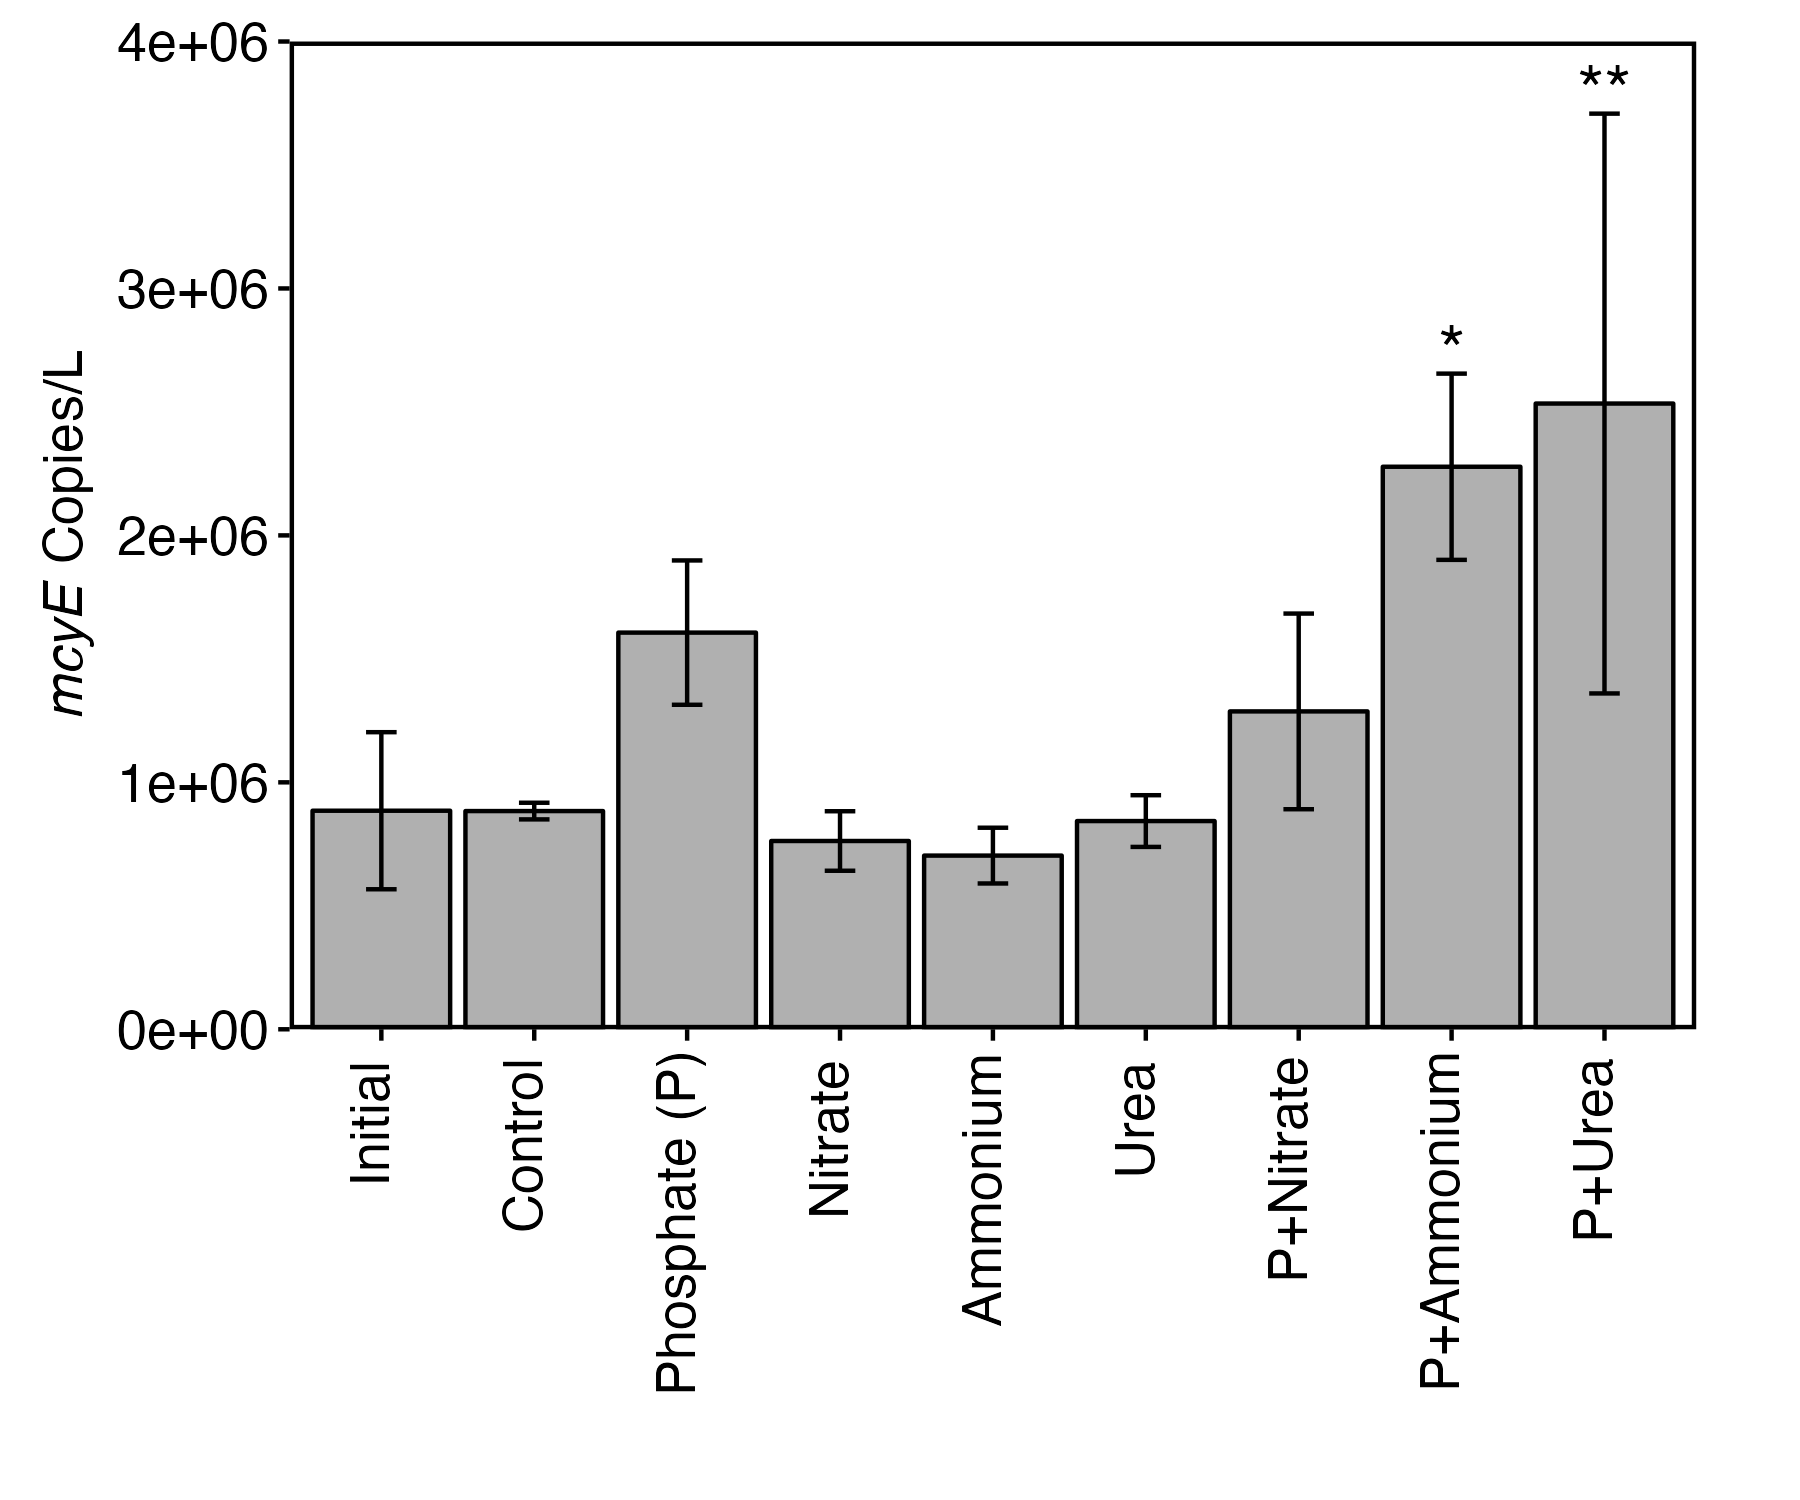 4e+06
3e+06
2e+06
1e+06
0e+00
mcyE Copies/L
*
**
Initial
Control
Phosphate (P)
Nitrate
Ammonium
Urea
P+Nitrate
P+Ammonium
P+Urea